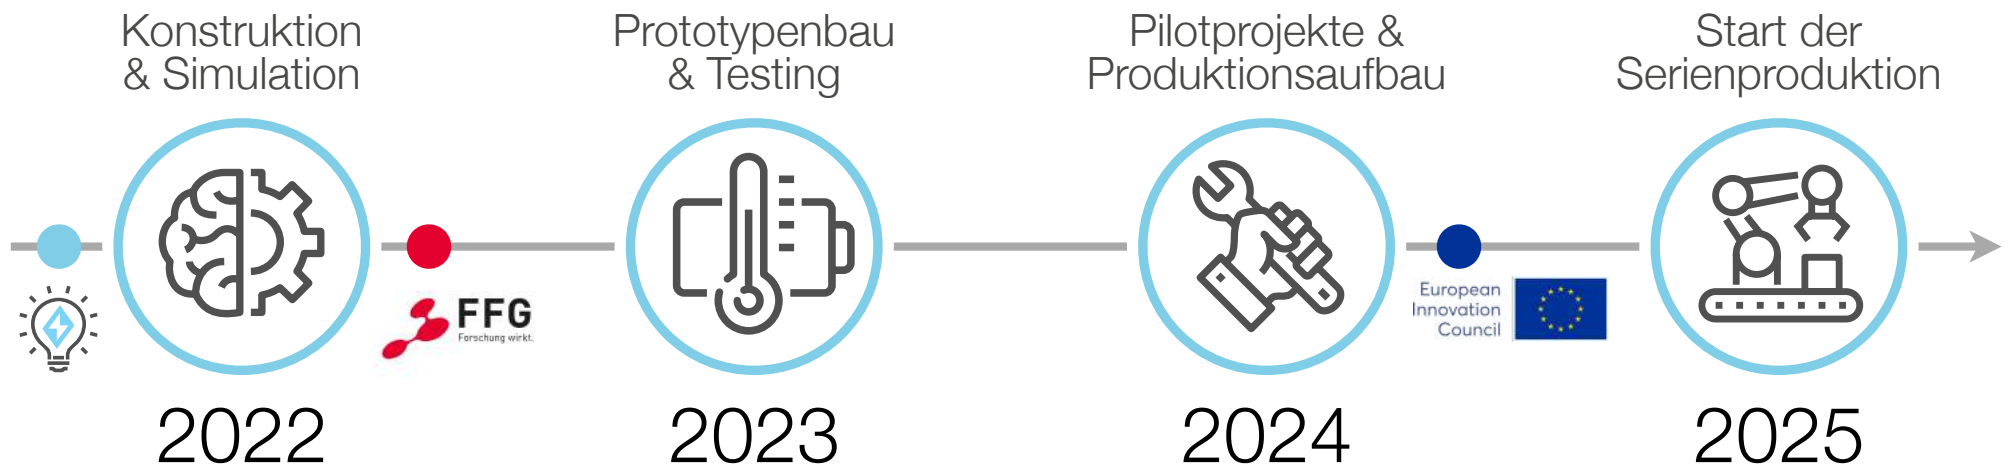 Konstruktion
& Simulation
Prototypenbau
& Testing
Pilotprojekte &
Produktionsaufbau
Start der
Serienproduktion
FFG
Forschung wirkt.
European
Innovation
Council
2022
2023
2024
2025